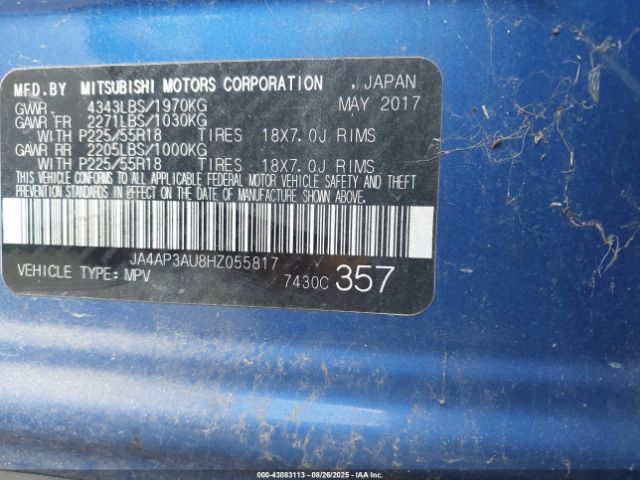 MFD.BY MITSUBISHI MOTORS CORPORATION , JAPAN
GVWR. 4343LBS/1970KG MAY 2017
GAWR FR 2271LBS/1030KG
WITH P225/55R18 TIRES 18X7.0J RIMS
GAWR RR 2205LBS/1000KG
WITH P225/55R18 TIRES 18X7.0J RIMS
THIS VEHICLE CONFORMS TO ALL APPLICABLE FEDERAL MOTOR VEHICLE SAFETY AND THEFT
PREVENTION STANDARDS IN EFFECT ON THE DATE OF MANUFACTURE SHOWN ABOVE.
JA4AP3AU8HZ055817
VEHICLE TYPE:MPV 7430C 357
000-43083113 - 08/26/2025 - IAAI.com